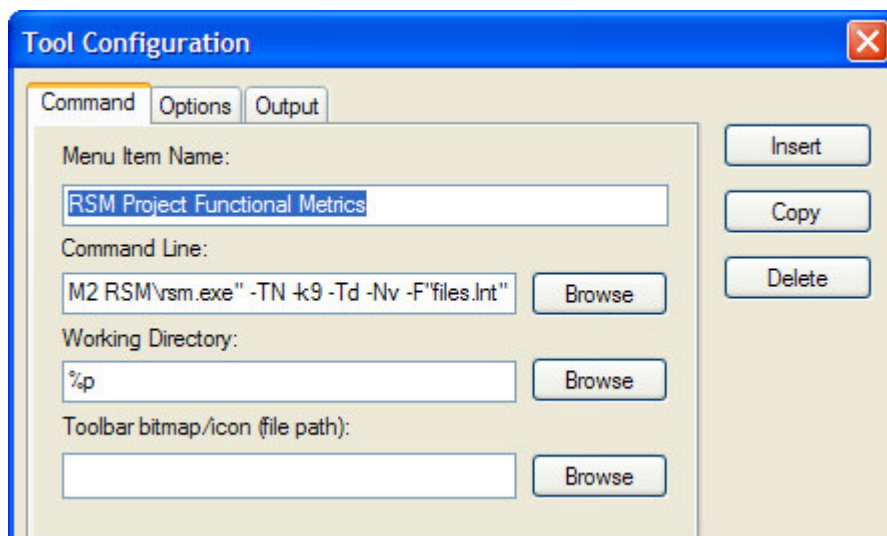 Tool Configuration
Command Options Output
Menu Item Name:
RSM Project Functional Metrics
Command Line:
M2 RSM\rsm.exe" -TN -k9 -Td -Nv -F"files.lnt" Browse
Working Directory:
%p Browse
Toolbar bitmap/icon (file path):
Browse
Insert
Copy
Delete